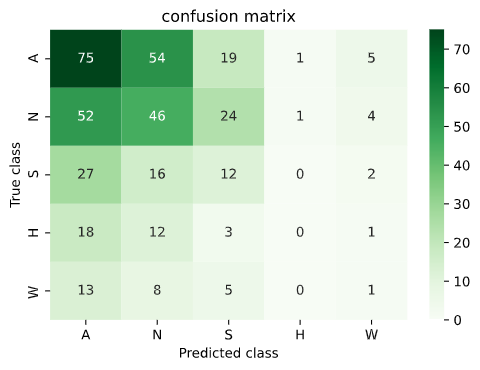 confusion matrix
A 75 54 19 1 5
N 52 46 24 1 4
S 27 16 12 0 2
H 18 12 3 0 1
W 13 8 5 0 1
A N S H W
Predicted class
True class
70
60
50
40
30
20
10
0